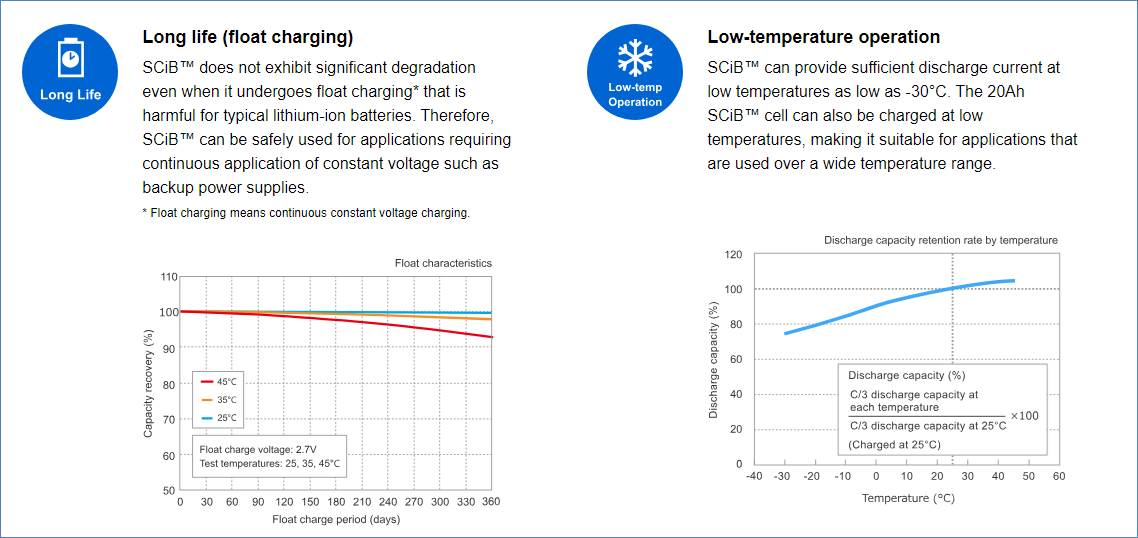 Long Life
Long life (float charging)
SCiB™ does not exhibit significant degradation
even when it undergoes float charging* that is
harmful for typical lithium-ion batteries. Therefore,
SCiB™ can be safely used for applications requiring
continuous application of constant voltage such as
backup power supplies.
* Float charging means continuous constant voltage charging.
Float characteristics
Capacity recovery (%)
110
100
90
80
70
60
50
45°C
35°C
25°C
Float charge voltage: 2.7V
Test temperatures: 25, 35, 45°C
0 30 60 90 120 150 180 210 240 270 300 330 360
Float charge period (days)
Low-temp
Operation
Low-temperature operation
SCiB™ can provide sufficient discharge current at
low temperatures as low as -30°C. The 20Ah
SCiB™ cell can also be charged at low
temperatures, making it suitable for applications that
are used over a wide temperature range.
Discharge capacity retention rate by temperature
Discharge capacity (%)
120
100
80
60
40
20
0
Discharge capacity (%)
C/3 discharge capacity at
each temperature
×100
C/3 discharge capacity at 25°C
(Charged at 25°C)
-40 -30 -20 -10 0 10 20 30 40 50 60
Temperature (°C)